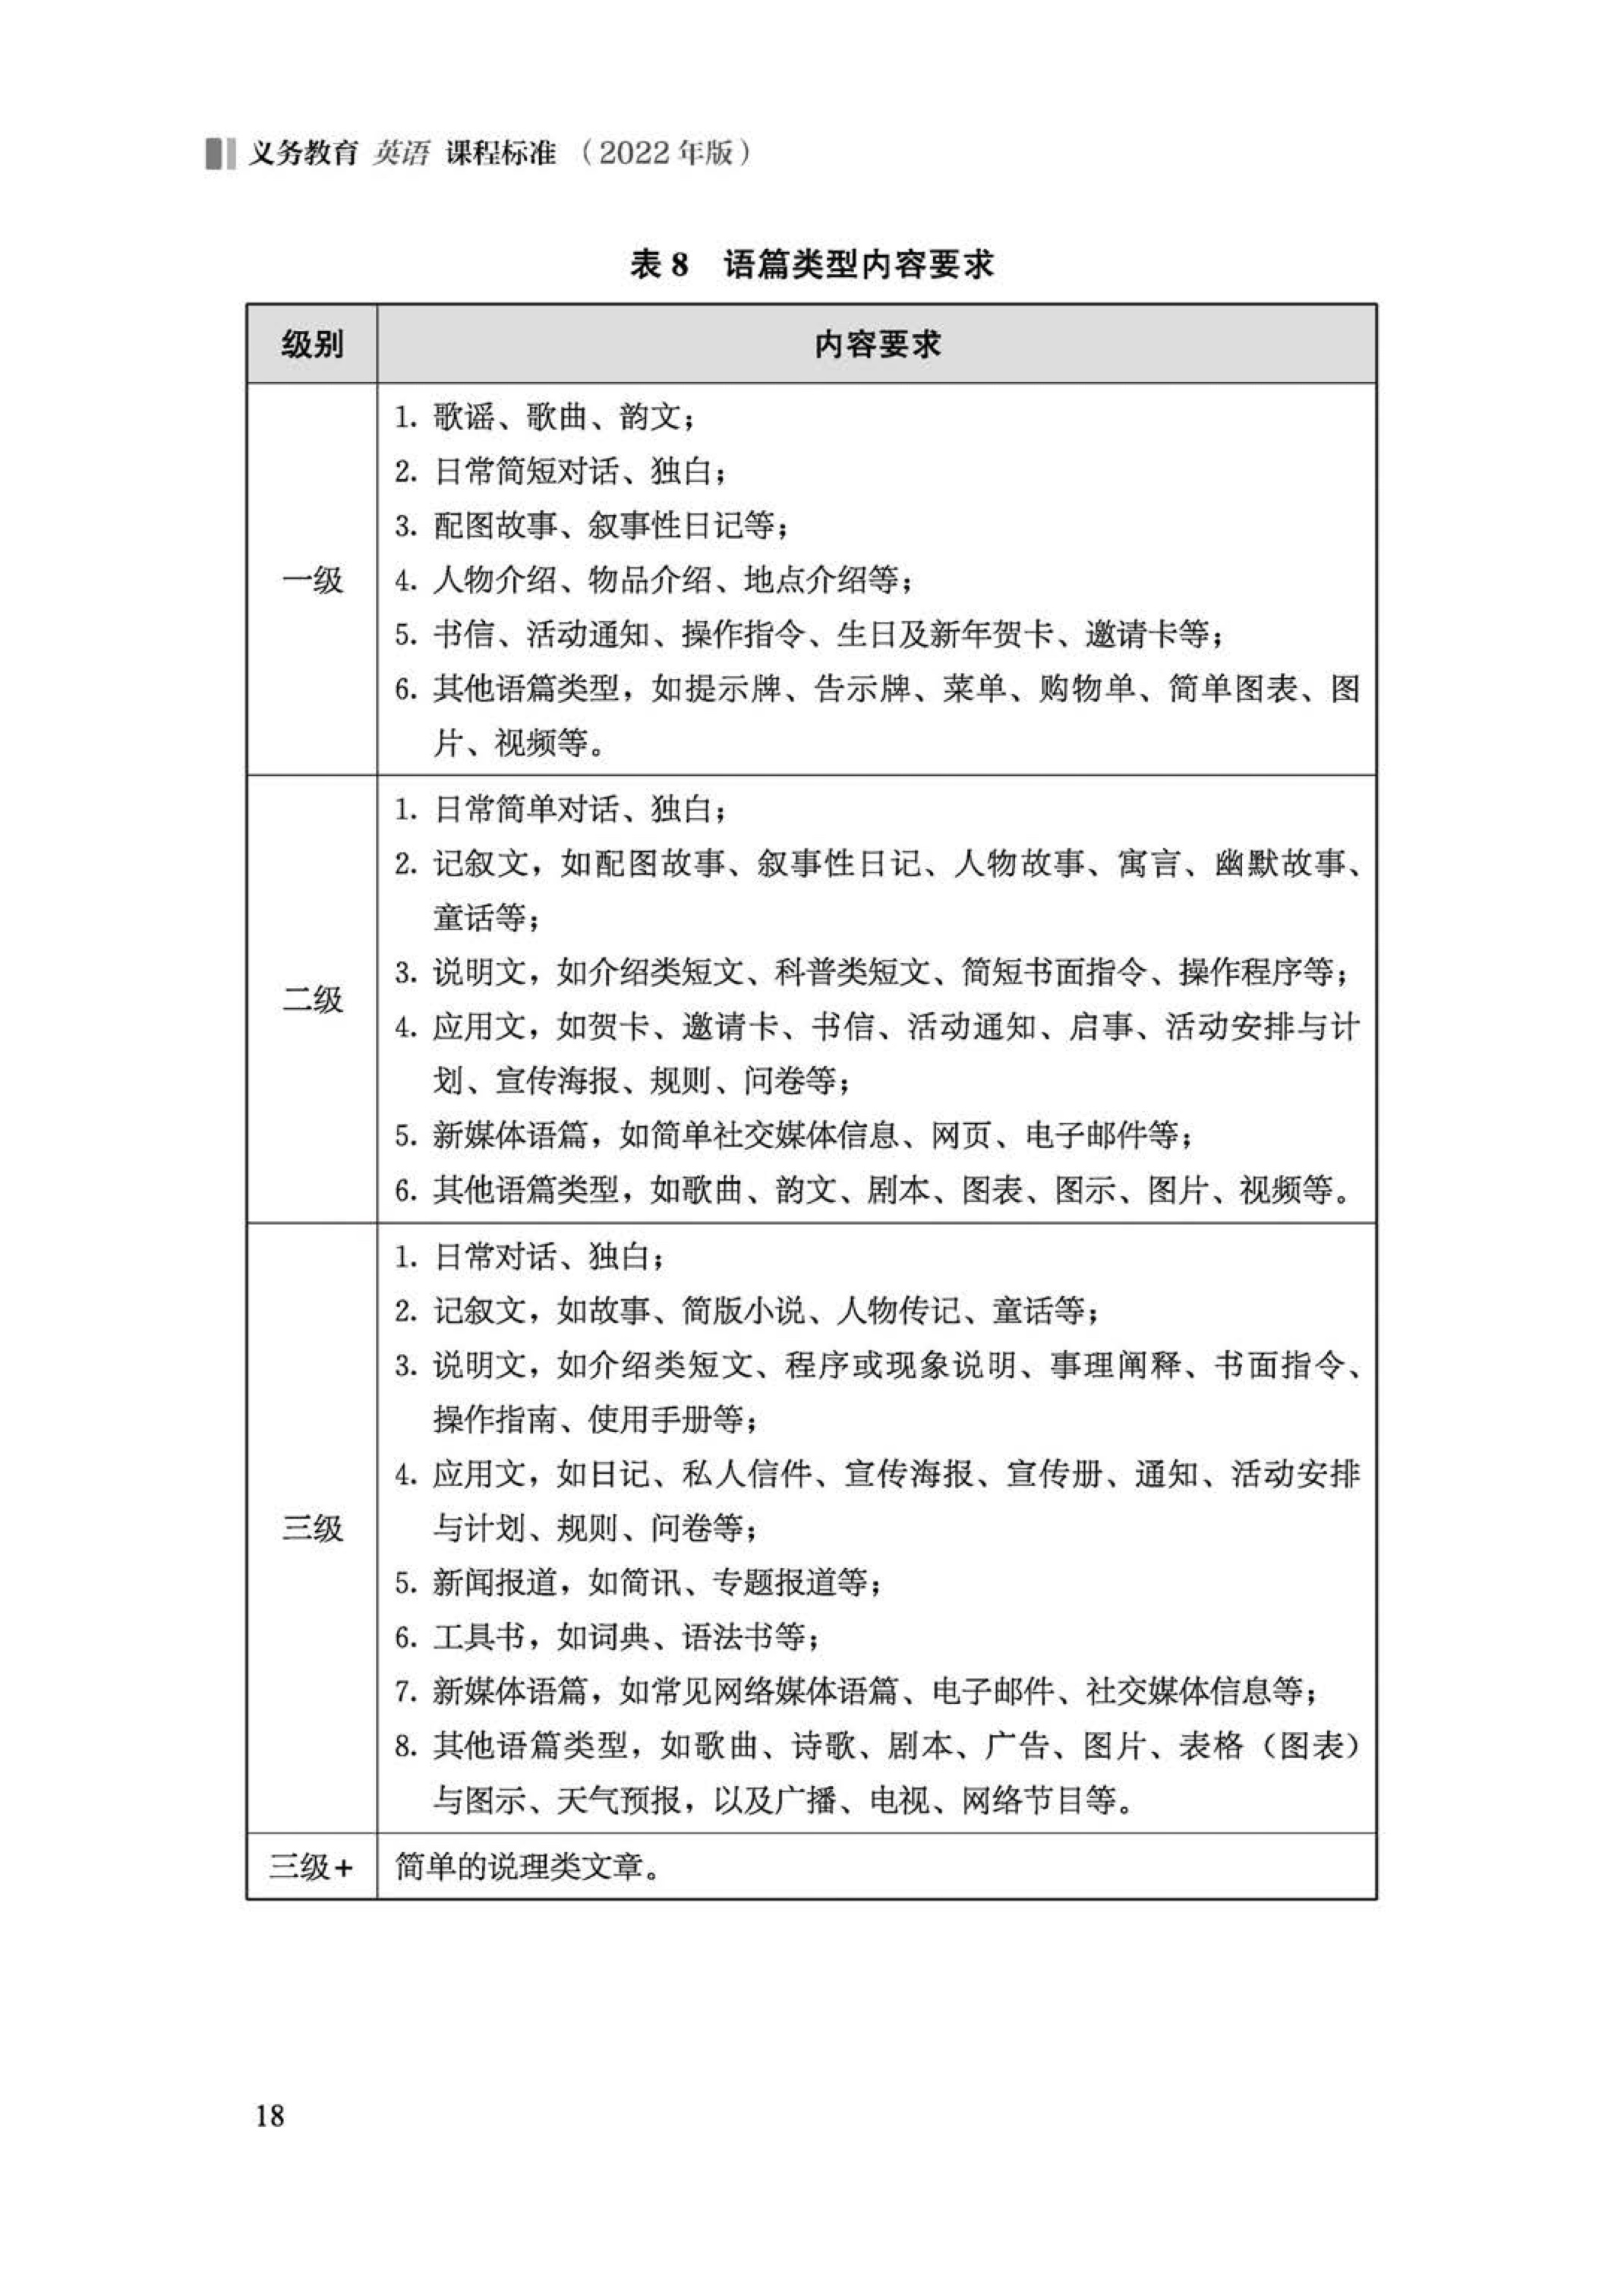 义务教育 英语 课程标准（2022年版）
表 8 语篇类型内容要求
级别 内容要求
一级
1. 歌谣、歌曲、韵文；
2. 日常简短对话、独白；
3. 配图故事、叙事性日记等；
4. 人物介绍、物品介绍、地点介绍等；
5. 书信、活动通知、操作指令、生日及新年贺卡、邀请卡等；
6. 其他语篇类型，如提示牌、告示牌、菜单、购物单、简单图表、图
片、视频等。
二级
1. 日常简单对话、独白；
2. 记叙文，如配图故事、叙事性日记、人物故事、寓言、幽默故事、
童话等；
3. 说明文，如介绍类短文、科普类短文、简短书面指令、操作程序等；
4. 应用文，如贺卡、邀请卡、书信、活动通知、启事、活动安排与计
划、宣传海报、规则、问卷等；
5. 新媒体语篇，如简单社交媒体信息、网页、电子邮件等；
6. 其他语篇类型，如歌曲、韵文、剧本、图表、图示、图片、视频等。
三级
1. 日常对话、独白；
2. 记叙文，如故事、简版小说、人物传记、童话等；
3. 说明文，如介绍类短文、程序或现象说明、事理阐释、书面指令、
操作指南、使用手册等；
4. 应用文，如日记、私人信件、宣传海报、宣传册、通知、活动安排
与计划、规则、问卷等；
5. 新闻报道，如简讯、专题报道等；
6. 工具书，如词典、语法书等；
7. 新媒体语篇，如常见网络媒体语篇、电子邮件、社交媒体信息等；
8. 其他语篇类型，如歌曲、诗歌、剧本、广告、图片、表格（图表）
与图示、天气预报，以及广播、电视、网络节目等。
三级+ 简单的说理类文章。
18